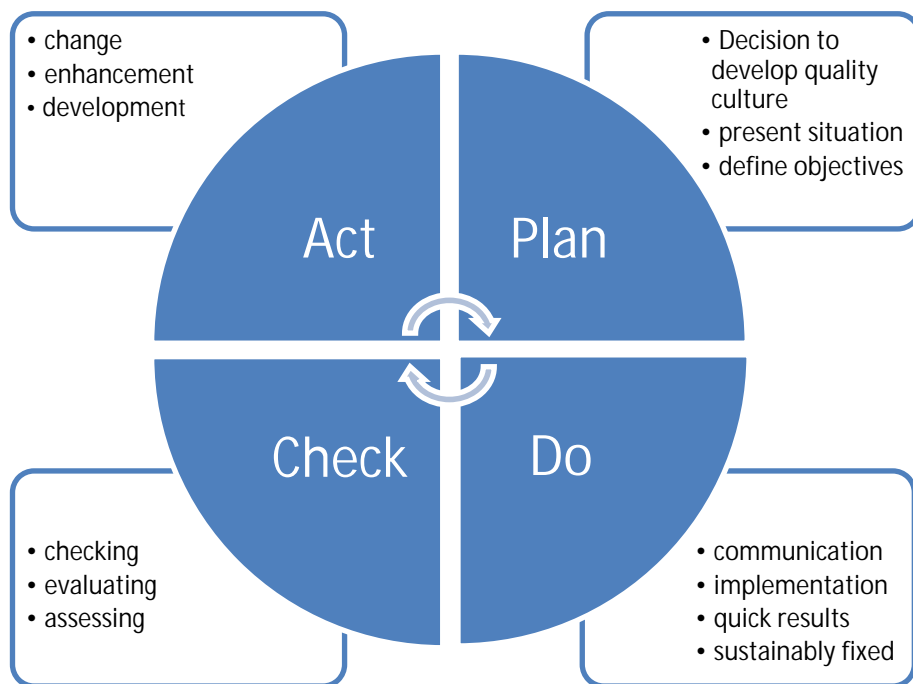 • change
• enhancement
• development
• Decision to
develop quality
culture
• present situation
• define objectives
Act
Plan
Check
Do
• checking
• evaluating
• assessing
• communication
• implementation
• quick results
• sustainably fixed